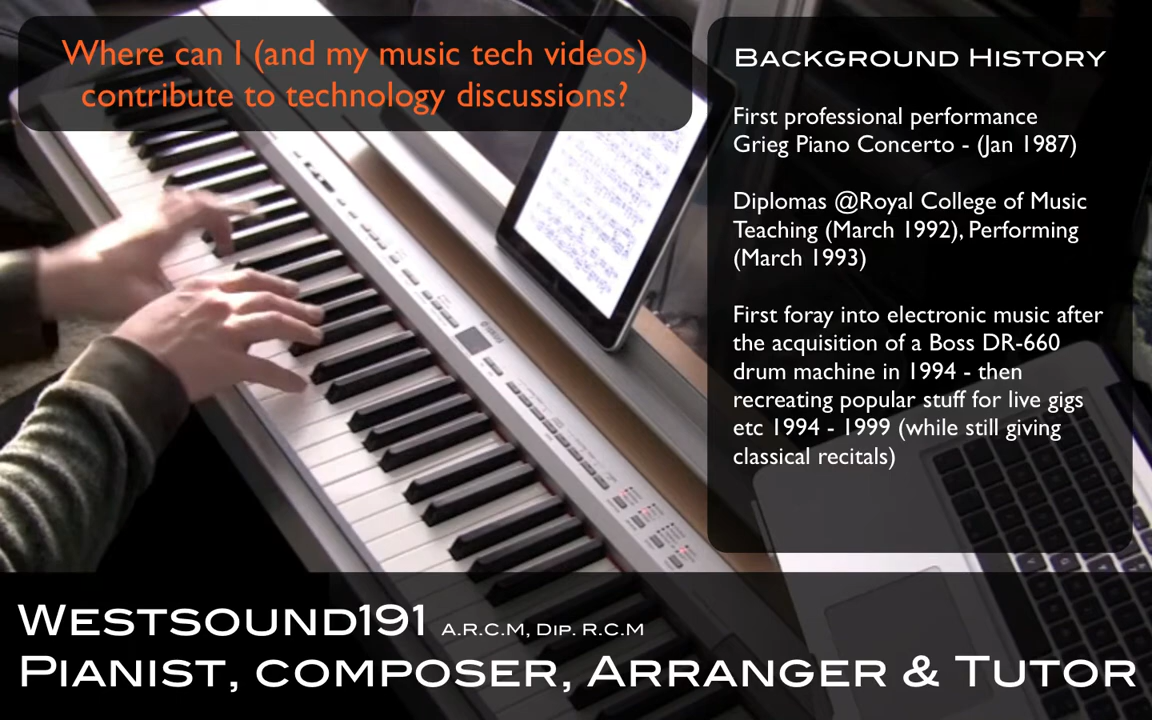 Where can I (and my music tech videos)
contribute to technology discussions?
Background History
First professional performance
Grieg Piano Concerto - (Jan 1987)
Diplomas @Royal College of Music
Teaching (March 1992), Performing
(March 1993)
First foray into electronic music after
the acquisition of a Boss DR-660
drum machine in 1994 - then
recreating popular stuff for live gigs
etc 1994 - 1999 (while still giving
classical recitals)
Westsound191 A.R.C.M, Dip. R.C.M
Pianist, composer, Arranger & Tutor